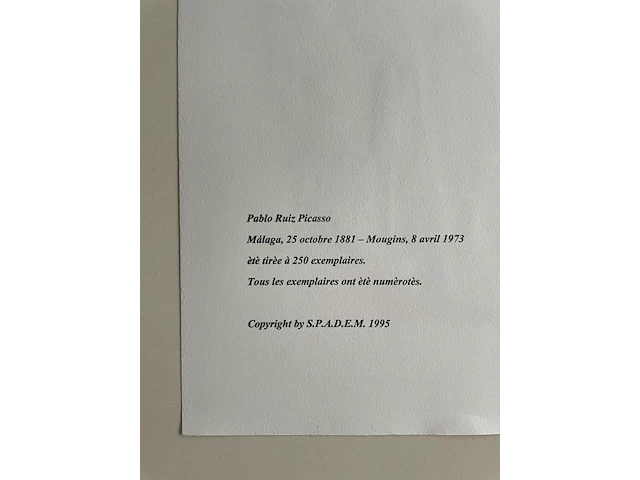 Pablo Ruiz Picasso
Málaga, 25 octobre 1881 – Mougins, 8 avril 1973
ètè tirèe à 250 exemplaires.
Tous les exemplaires ont ètè numèrotès.
Copyright by S.P.A.D.E.M. 1995